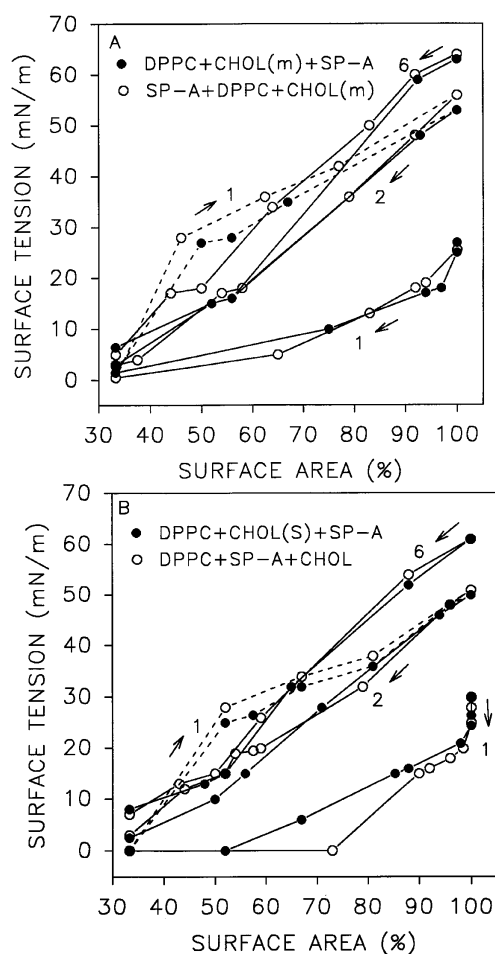 A
DPPC+CHOL(m)+SP-A
SP-A+DPPC+CHOL(m)
6
1
2
1
SURFACE TENSION (mN/m)
70
60
50
40
30
20
10
0
30 40 50 60 70 80 90 100
SURFACE AREA (%)
B
DPPC+CHOL(S)+SP-A
DPPC+SP-A+CHOL
6
1
2
1
SURFACE TENSION (mN/m)
70
60
50
40
30
20
10
0
30 40 50 60 70 80 90 100
SURFACE AREA (%)